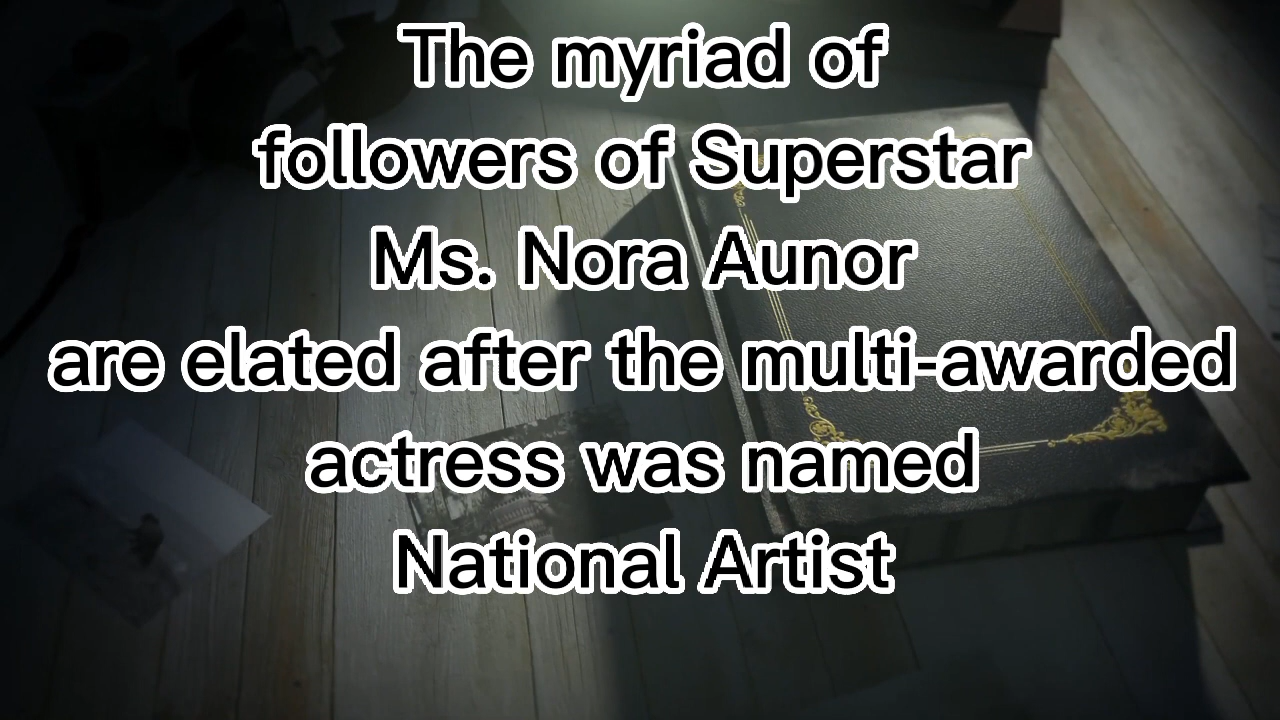 The myriad of
followers of Superstar
Ms. Nora Aunor
are elated after the multi-awarded
actress was named
National Artist